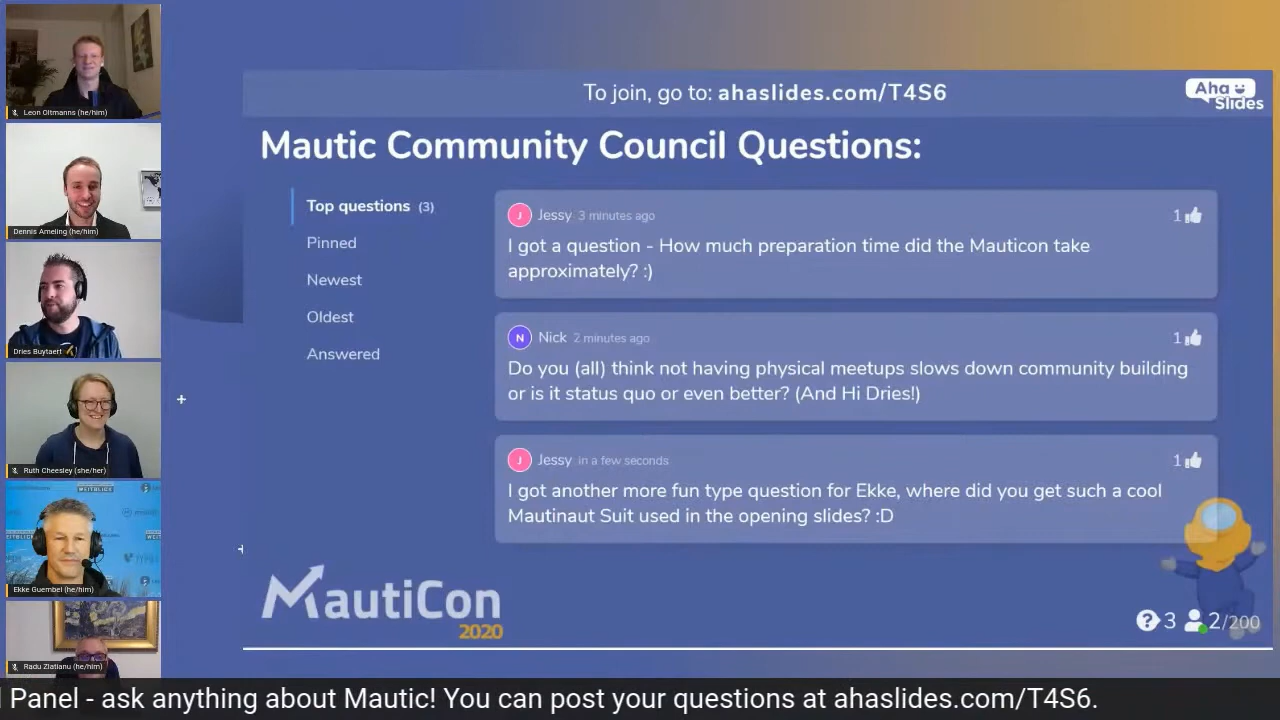 Leon Oltmanns (he/him)
Dennis Ameling (he/him)
Dries Buytaert
Ruth Cheesley (she/her)
WEITBLICK
Ekke Guembel (he/him)
Radu Zlatianu (he/him)
To join, go to: ahaslides.com/T4S6
Aha
Slides
Mautic Community Council Questions:
Top questions (3)
Pinned
Newest
Oldest
Answered
J Jessy 3 minutes ago 1
I got a question - How much preparation time did the Mauticon take
approximately? :)
N Nick 2 minutes ago 1
Do you (all) think not having physical meetups slows down community building
or is it status quo or even better? (And Hi Dries!)
J Jessy in a few seconds 1
I got another more fun type question for Ekke, where did you get such a cool
Mautinaut Suit used in the opening slides? :D
MautiCon
2020
3 2/200
Panel - ask anything about Mautic! You can post your questions at ahaslides.com/T4S6.